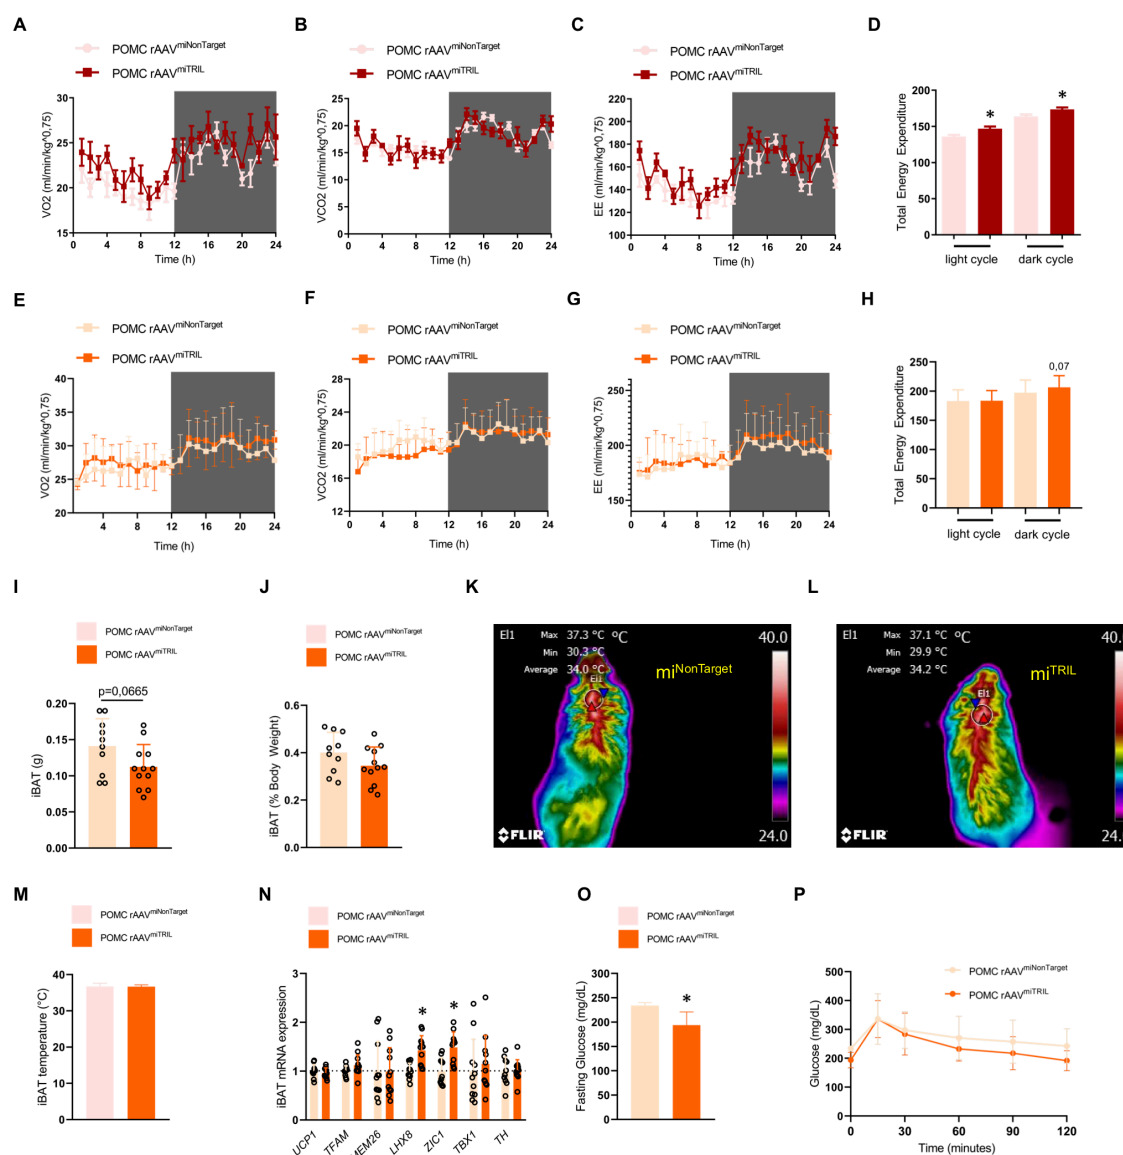 A
POMC rAAVmiNonTarget
POMC rAAVmiTRIL
VO2 (ml/min/kg^0,75)
30
25
20
15
0 4 8 12 16 20 24
Time (h)
B
POMC rAAVmiNonTarget
POMC rAAVmiTRIL
VCO2 (ml/min/kg^0,75)
25
20
15
10
5
0
0 4 8 12 16 20 24
Time (h)
C
POMC rAAVmiNonTarget
POMC rAAVmiTRIL
EE (ml/min/kg^0,75)
220
200
180
160
140
120
100
0 4 8 12 16 20 24
Time (h)
D
Total Energy Expenditure
200
150
100
50
0
*
*
light cycle dark cycle
E
POMC rAAVmiNonTarget
POMC rAAVmiTRIL
VO2 (ml/min/kg^0,75)
40
35
30
25
20
0 4 8 12 16 20 24
Time (h)
F
POMC rAAVmiNonTarget
POMC rAAVmiTRIL
VCO2 (ml/min/kg^0,75)
28
24
20
16
12
0 4 8 12 16 20 24
Time (h)
G
POMC rAAVmiNonTarget
POMC rAAVmiTRIL
EE (ml/min/kg^0,75)
300
250
200
150
0 4 8 12 16 20 24
Time (h)
H
Total Energy Expenditure
250
200
150
100
50
0
0,07
light cycle dark cycle
I
POMC rAAVmiNonTarget
POMC rAAVmiTRIL
p=0,0665
iBAT (g)
0.20
0.15
0.10
0.05
0.00
J
POMC rAAVmiNonTarget
POMC rAAVmiTRIL
iBAT (% Body Weight)
0.6
0.4
0.2
0.0
K
El1 Max 37.3 °C °C 40.0
Min 30.3 °C
Average 34.0 °C
El1
miNonTarget
FLIR 24.0
L
El1 Max 37.1 °C °C 40.
Min 29.9 °C
Average 34.2 °C
El1
miTRIL
FLIR 24.
M
POMC rAAVmiNonTarget
POMC rAAVmiTRIL
iBAT temperature (°C)
40
30
20
10
0
N
POMC rAAVmiNonTarget
POMC rAAVmiTRIL
iBAT mRNA expression
3
2
1
0
*
*
UCP1 TFAM MEM26 LHX8 ZIC1 TBX1 TH
O
POMC rAAVmiNonTarget
POMC rAAVmiTRIL
Fasting Glucose (mg/dL)
300
250
200
150
100
50
0
*
P
POMC rAAVmiNonTarget
POMC rAAVmiTRIL
Glucose (mg/dL)
500
400
300
200
100
0
0 30 60 90 120
Time (minutes)